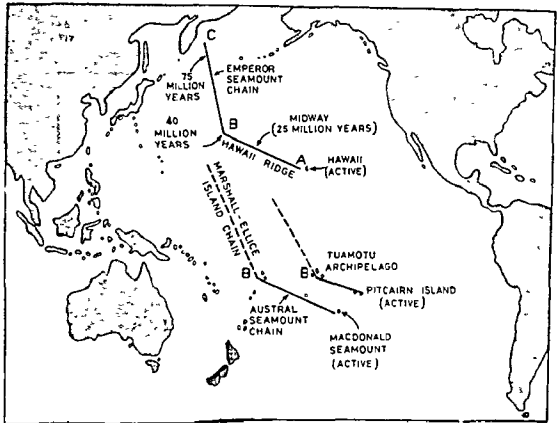 C
75
MILLION
YEARS
EMPEROR
SEAMOUNT
CHAIN
40
MILLION
YEARS
B
MIDWAY
(25 MILLION YEARS)
HAWAII RIDGE
A
HAWAII
(ACTIVE)
MARSHALL-ELLICE
ISLAND CHAIN
B
B
TUAMOTU
ARCHIPELAGO
PITCAIRN ISLAND
(ACTIVE)
AUSTRAL
SEAMOUNT
CHAIN
MACDONALD
SEAMOUNT
(ACTIVE)